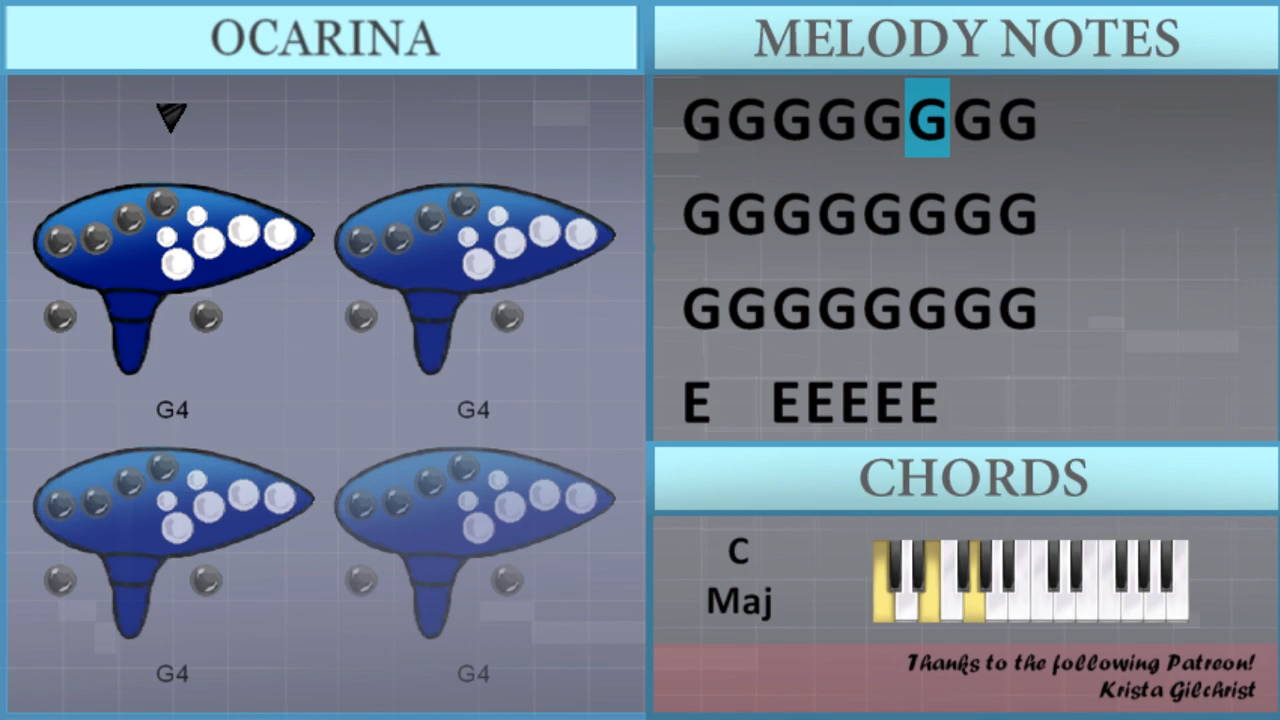 OCARINA
G4 G4
G4 G4
MELODY NOTES
GGGGGGGG
GGGGGGGG
GGGGGGGG
E EEEEE
CHORDS
C
Maj
Thanks to the following Patreon!
Krista Gilchrist